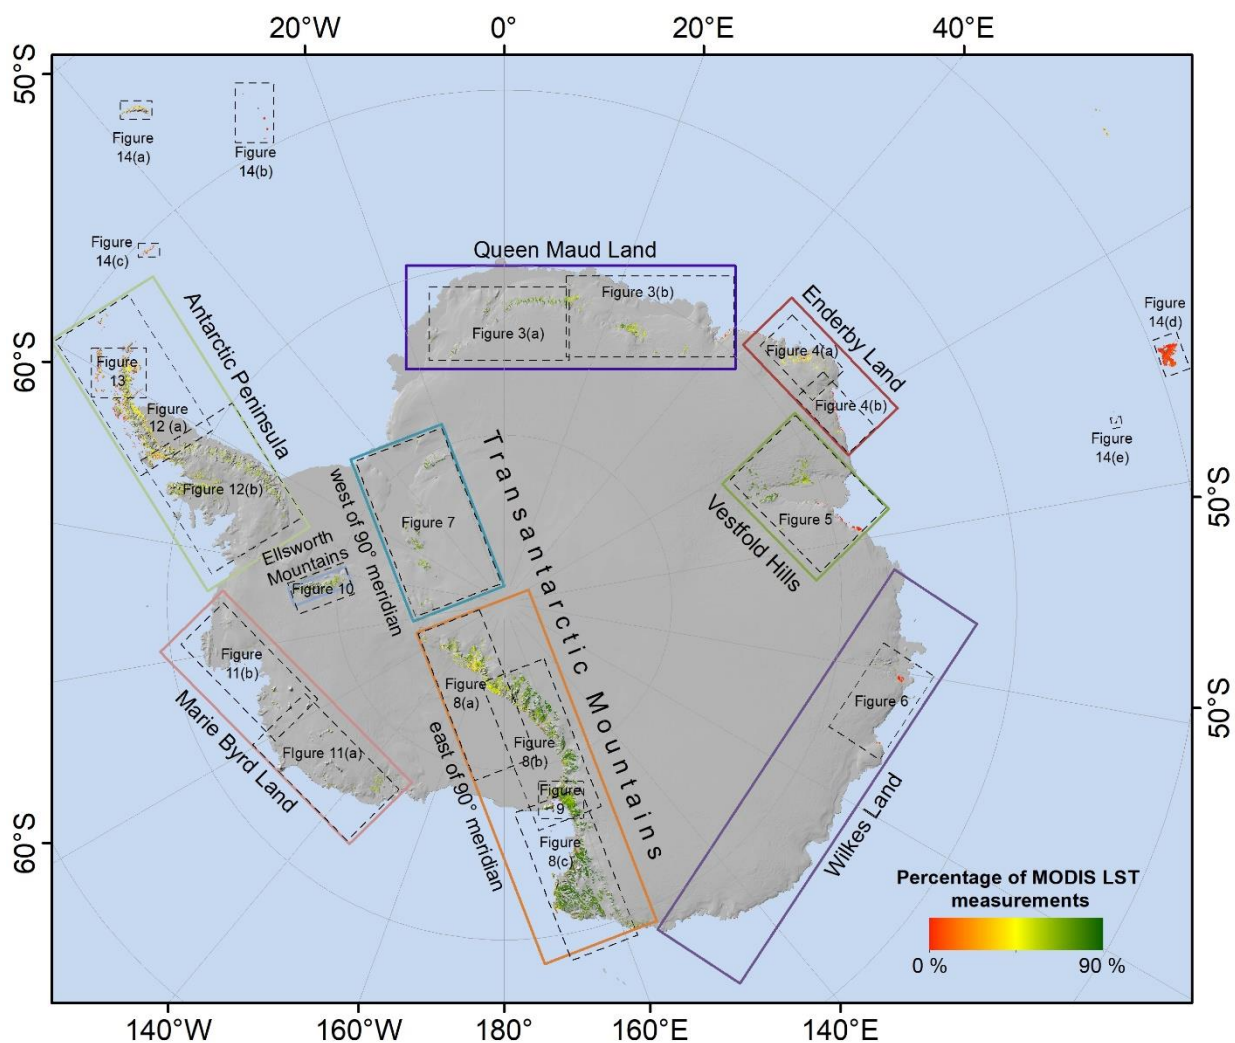 20°W
0°
20°E
40°E
50°S
Figure
14(a)
Figure
14(b)
Figure
14(c)
Queen Maud Land
Figure 3(a)
Figure 3(b)
Enderby Land
Figure 4(a)
Figure 4(b)
Figure
14(d)
Figure
14(e)
60°S
Antarctic Peninsula
Figure
13
Figure
12 (a)
Figure 12(b)
Ellsworth
Mountains
Figure 10
west of 90° meridian
Figure 7
Transantarctic Mountains
Vestfold Hills
Figure 5
50°S
Figure
11(b)
Figure 11(a)
Marie Byrd Land
Figure
8(a)
Figure
8(b)
Figure
9
Figure
8(c)
east of 90° meridian
Figure 6
Wilkes Land
50°S
60°S
Percentage of MODIS LST
measurements
0 %
90 %
140°W
160°W
180°
160°E
140°E